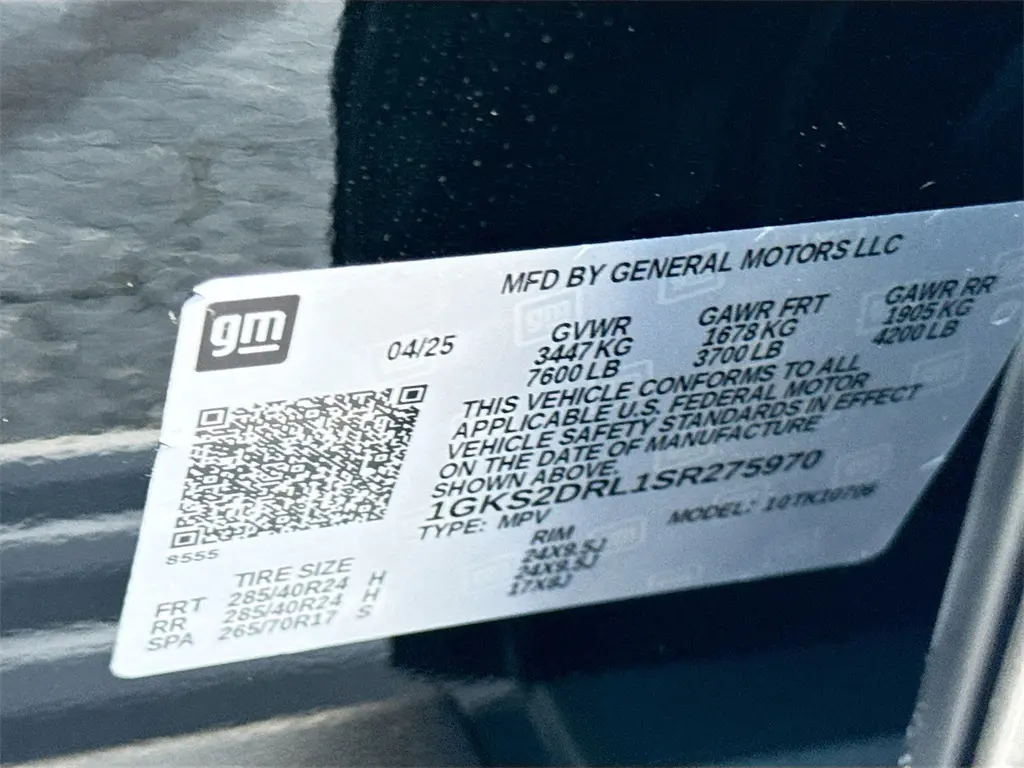 MFD BY GENERAL MOTORS LLC
gm
04/25
GVWR
3447 KG
7600 LB
GAWR FRT
1678 KG
3700 LB
GAWR RR
1905 KG
4200 LB
THIS VEHICLE CONFORMS TO ALL
APPLICABLE U.S. FEDERAL MOTOR
VEHICLE SAFETY STANDARDS IN EFFECT
ON THE DATE OF MANUFACTURE
SHOWN ABOVE.
1GKS2DRL1SR275970
TYPE: MPV
MODEL: 10TK10706
8555
TIRE SIZE
RIM
FRT 285/40R24 H 24X9.5J
RR 285/40R24 H 24X9.5J
SPA 265/70R17 S 17X8J